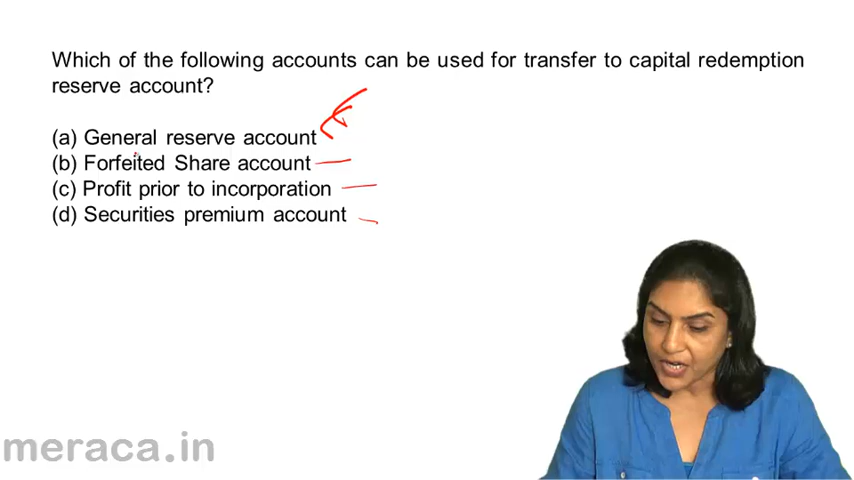 Which of the following accounts can be used for transfer to capital redemption
reserve account?
(a) General reserve account
(b) Forfeited Share account
(c) Profit prior to incorporation
(d) Securities premium account
meraca.in